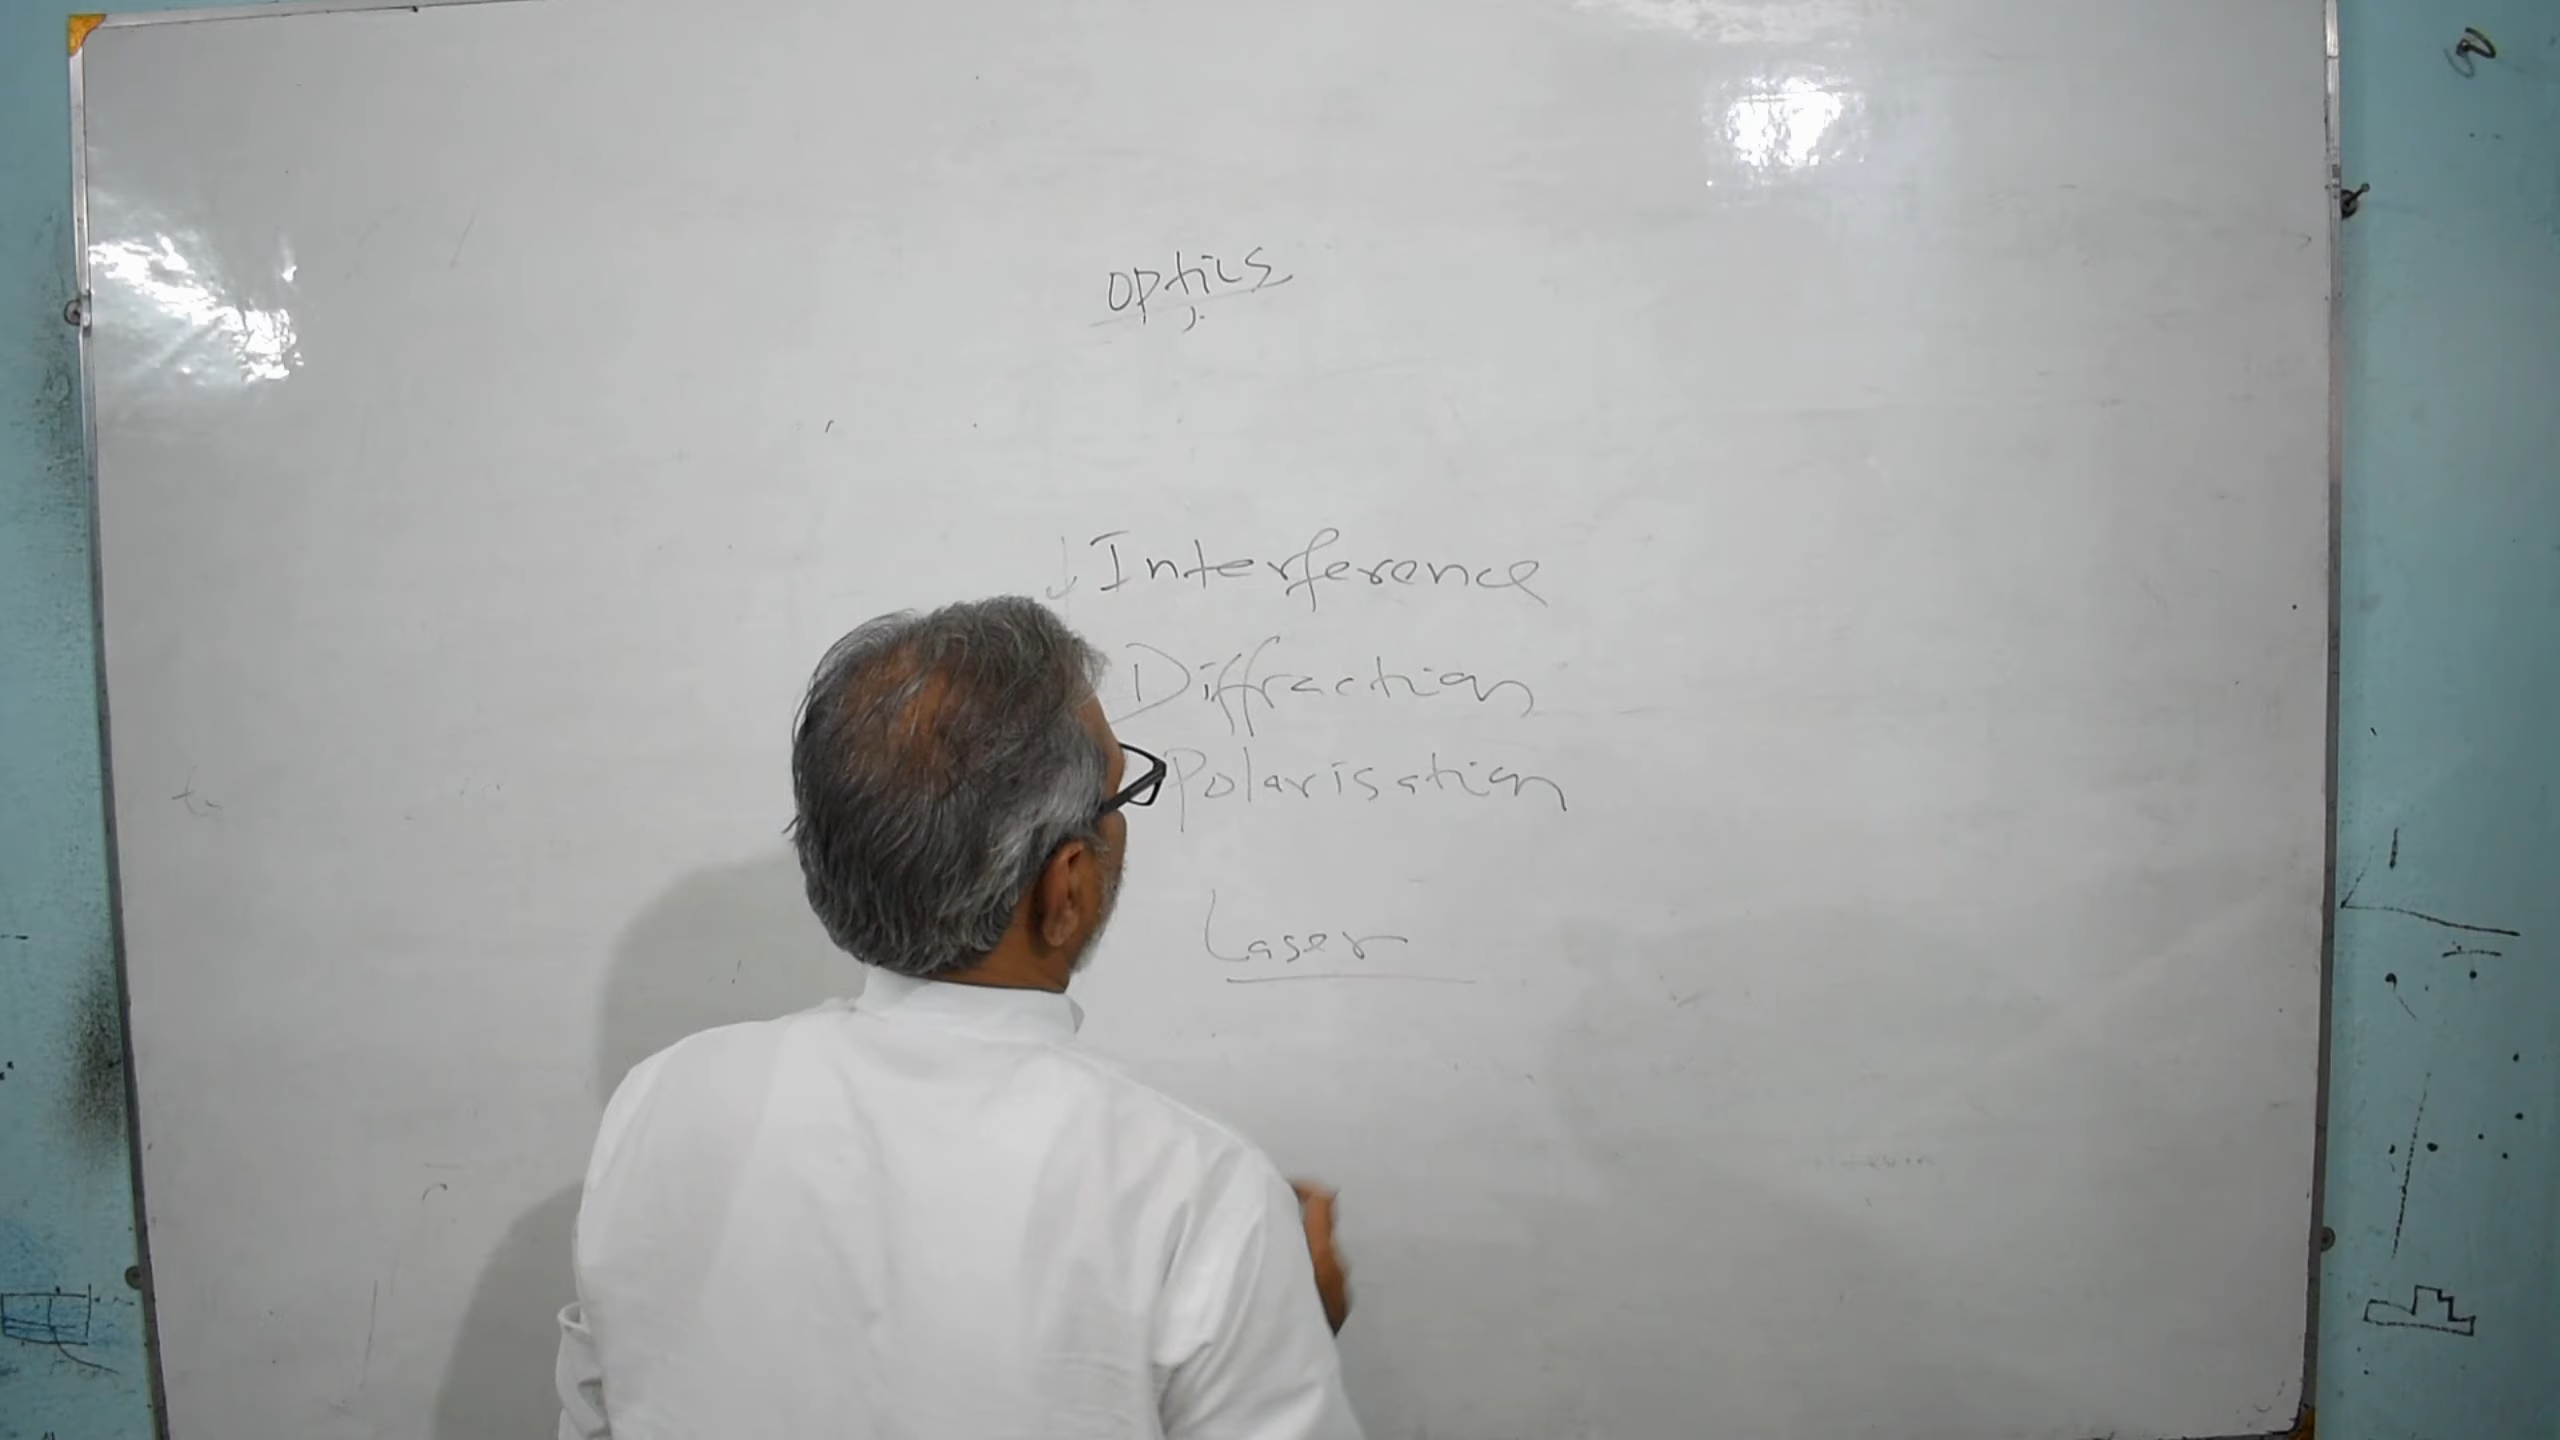 optics
Interference
Diffraction
Polarisation
Laser